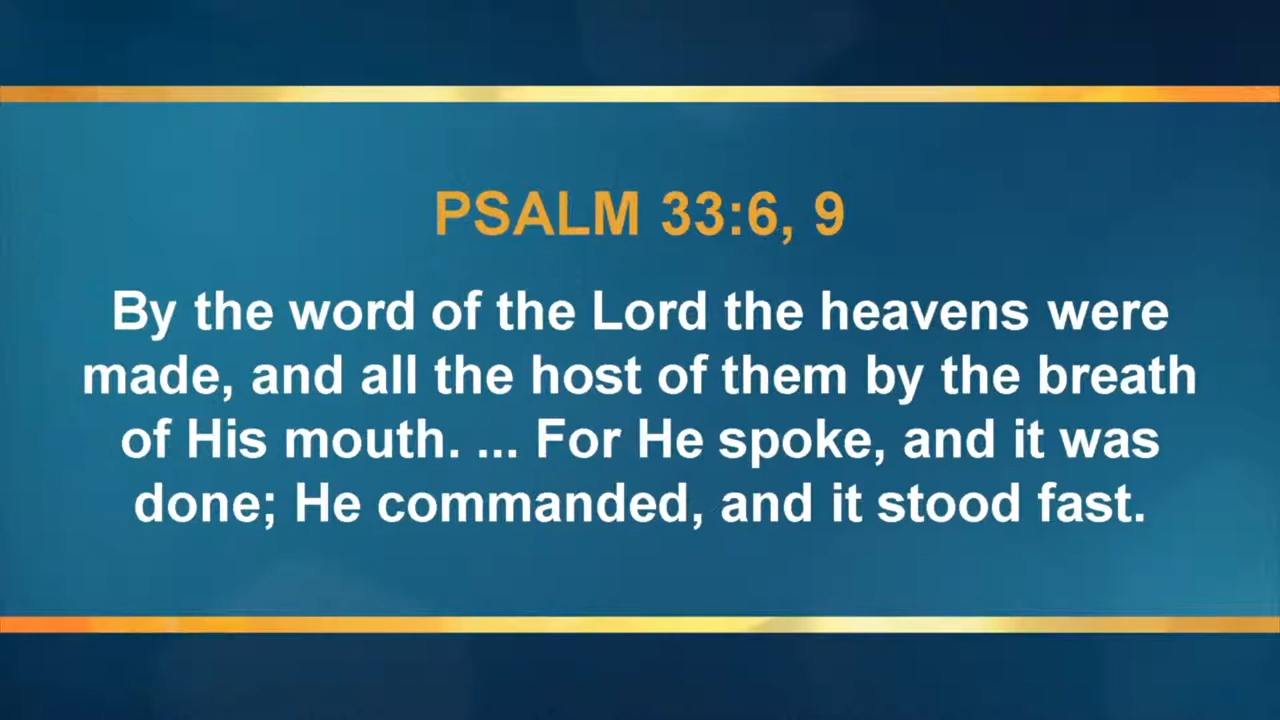 PSALM 33:6, 9
By the word of the Lord the heavens were
made, and all the host of them by the breath
of His mouth. ... For He spoke, and it was
done; He commanded, and it stood fast.